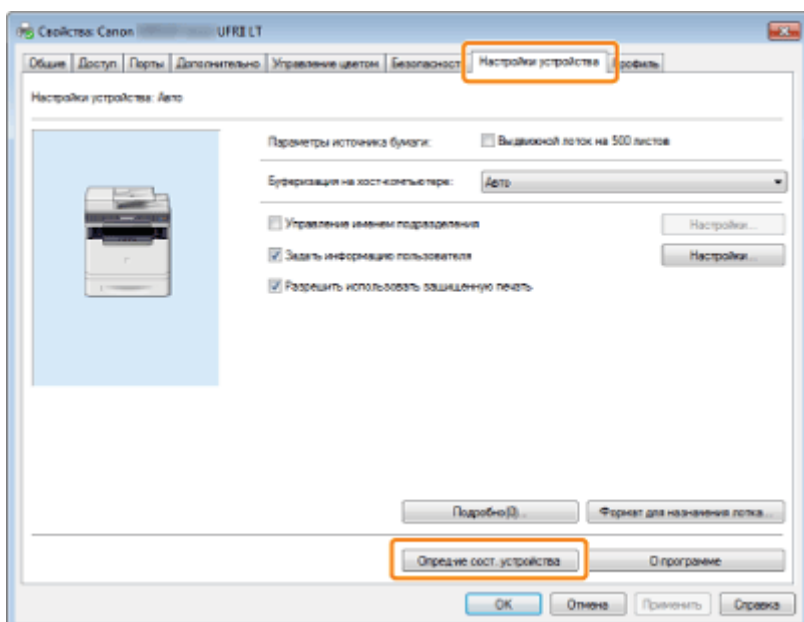 Свойства: Canon UFRII LT
Общие Доступ Порты Дополнительно Управление цветом Безопасност Настройки устройства Профиль
Настройки устройства: Авто
Параметры источника бумаги: Выдвижной лоток на 500 листов
Буферизация на хост-компьютере: Авто
Управление именем подразделения Настройки...
Задать информацию пользователя Настройки...
Разрешить использовать защищенную печать
Подробно(0)... Формат для назначения лотка...
Опред-ие сост. устройства О программе
ОК Отмена Применить Справка